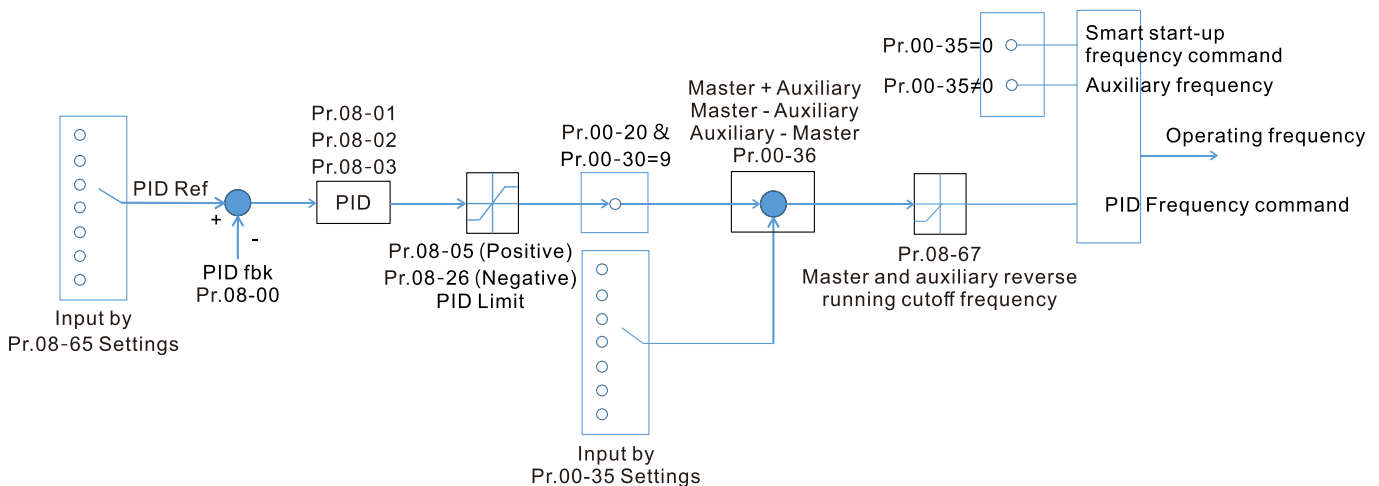 Pr.00-35=0
Smart start-up
frequency command
Pr.00-35≠0
Auxiliary frequency
Operating frequency
PID Frequency command
Master + Auxiliary
Master - Auxiliary
Auxiliary - Master
Pr.00-36
Pr.08-01
Pr.08-02
Pr.08-03
PID
Pr.00-20 &
Pr.00-30=9
PID Ref
+
-
PID fbk
Pr.08-00
Input by
Pr.08-65 Settings
Pr.08-05 (Positive)
Pr.08-26 (Negative)
PID Limit
Pr.08-67
Master and auxiliary reverse
running cutoff frequency
Input by
Pr.00-35 Settings